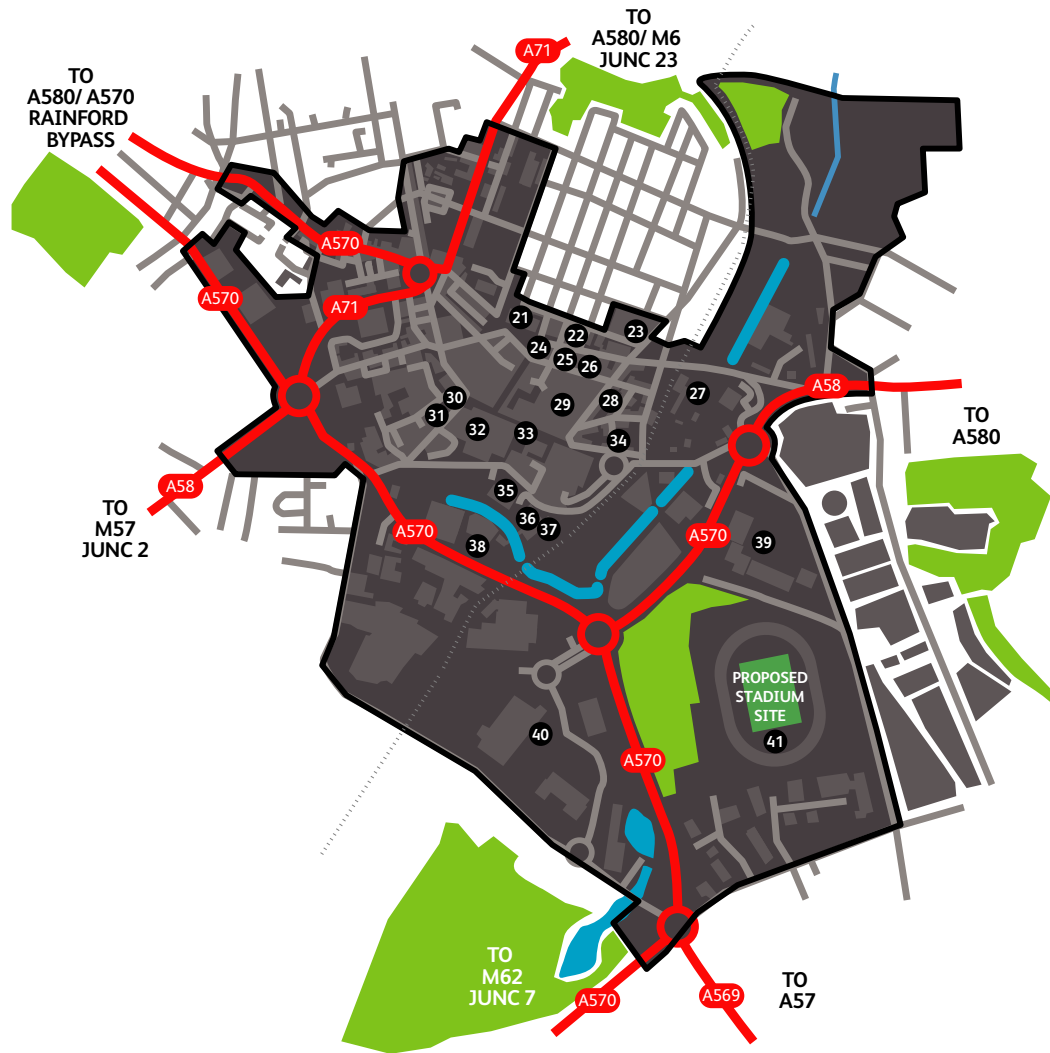 TO
A580/ M6
JUNC 23
A71
TO
A580/ A570
RAINFORD
BYPASS
A570
A570
A71
21
22
23
24
25
26
27
A58
28
29
30
31
32
33
34
TO
A580
A58
TO
M57
JUNC 2
35
36
37
38
A570
A570
39
PROPOSED
STADIUM
SITE
41
40
A570
TO
M62
JUNC 7
A570
A569
TO
A57